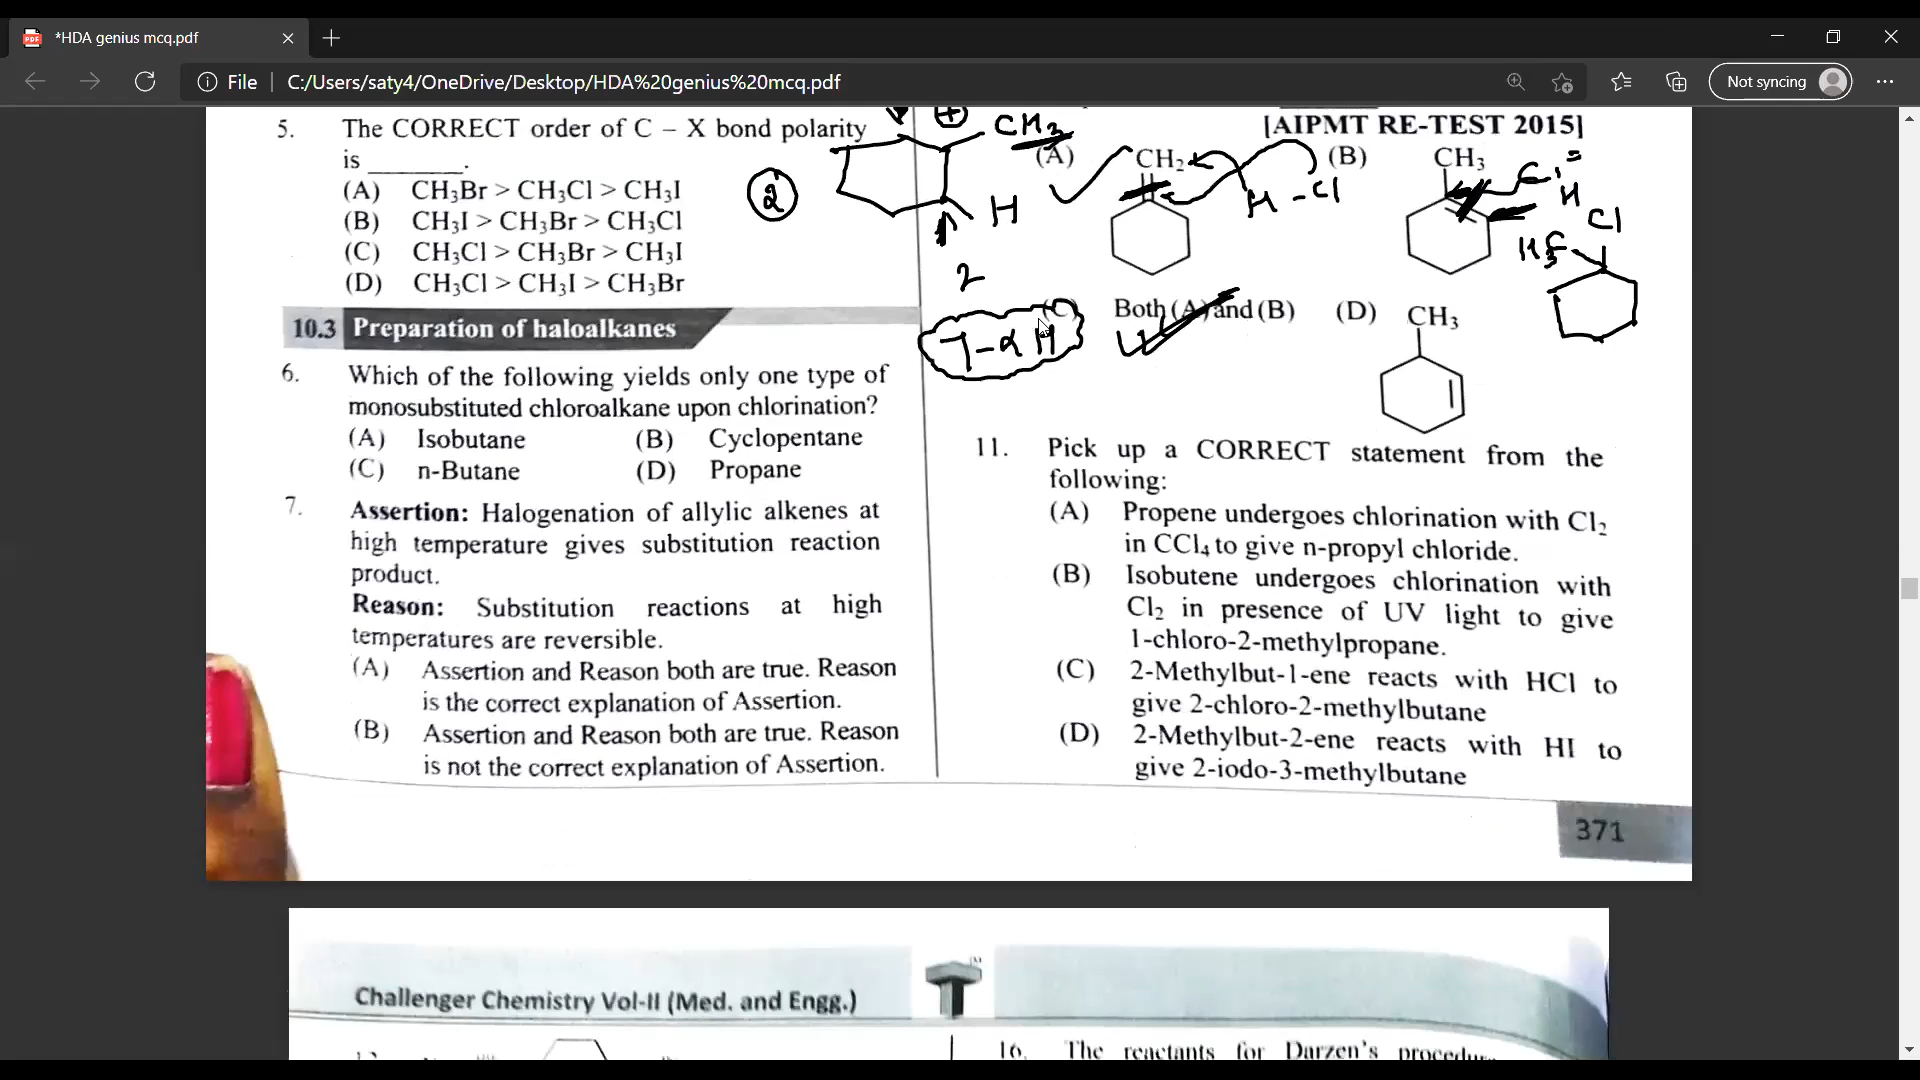 *HDA genius mcq.pdf
File
C:/Users/saty4/OneDrive/Desktop/HDA%20genius%20mcq.pdf
Not syncing
5. The CORRECT order of C – X bond polarity
is ________.
(A) CH₃Br > CH₃Cl > CH₃I
(B) CH₃I > CH₃Br > CH₃Cl
(C) CH₃Cl > CH₃Br > CH₃I
(D) CH₃Cl > CH₃I > CH₃Br
10.3 Preparation of haloalkanes
6. Which of the following yields only one type of
monosubstituted chloroalkane upon chlorination?
(A) Isobutane (B) Cyclopentane
(C) n-Butane (D) Propane
7. Assertion: Halogenation of allylic alkenes at
high temperature gives substitution reaction
product.
Reason: Substitution reactions at high
temperatures are reversible.
(A) Assertion and Reason both are true. Reason
is the correct explanation of Assertion.
(B) Assertion and Reason both are true. Reason
is not the correct explanation of Assertion.
+
CH₃
2
H
2
7-αH
[AIPMT RE-TEST 2015]
(A) CH₂ (B) CH₃
H-Cl
H
Cl
H₃C
(C) Both (A) and (B) (D) CH₃
11. Pick up a CORRECT statement from the
following:
(A) Propene undergoes chlorination with Cl₂
in CCl₄ to give n-propyl chloride.
(B) Isobutene undergoes chlorination with
Cl₂ in presence of UV light to give
1-chloro-2-methylpropane.
(C) 2-Methylbut-1-ene reacts with HCl to
give 2-chloro-2-methylbutane
(D) 2-Methylbut-2-ene reacts with HI to
give 2-iodo-3-methylbutane
371
Challenger Chemistry Vol-II (Med. and Engg.)
16. The reactants for Darzen's